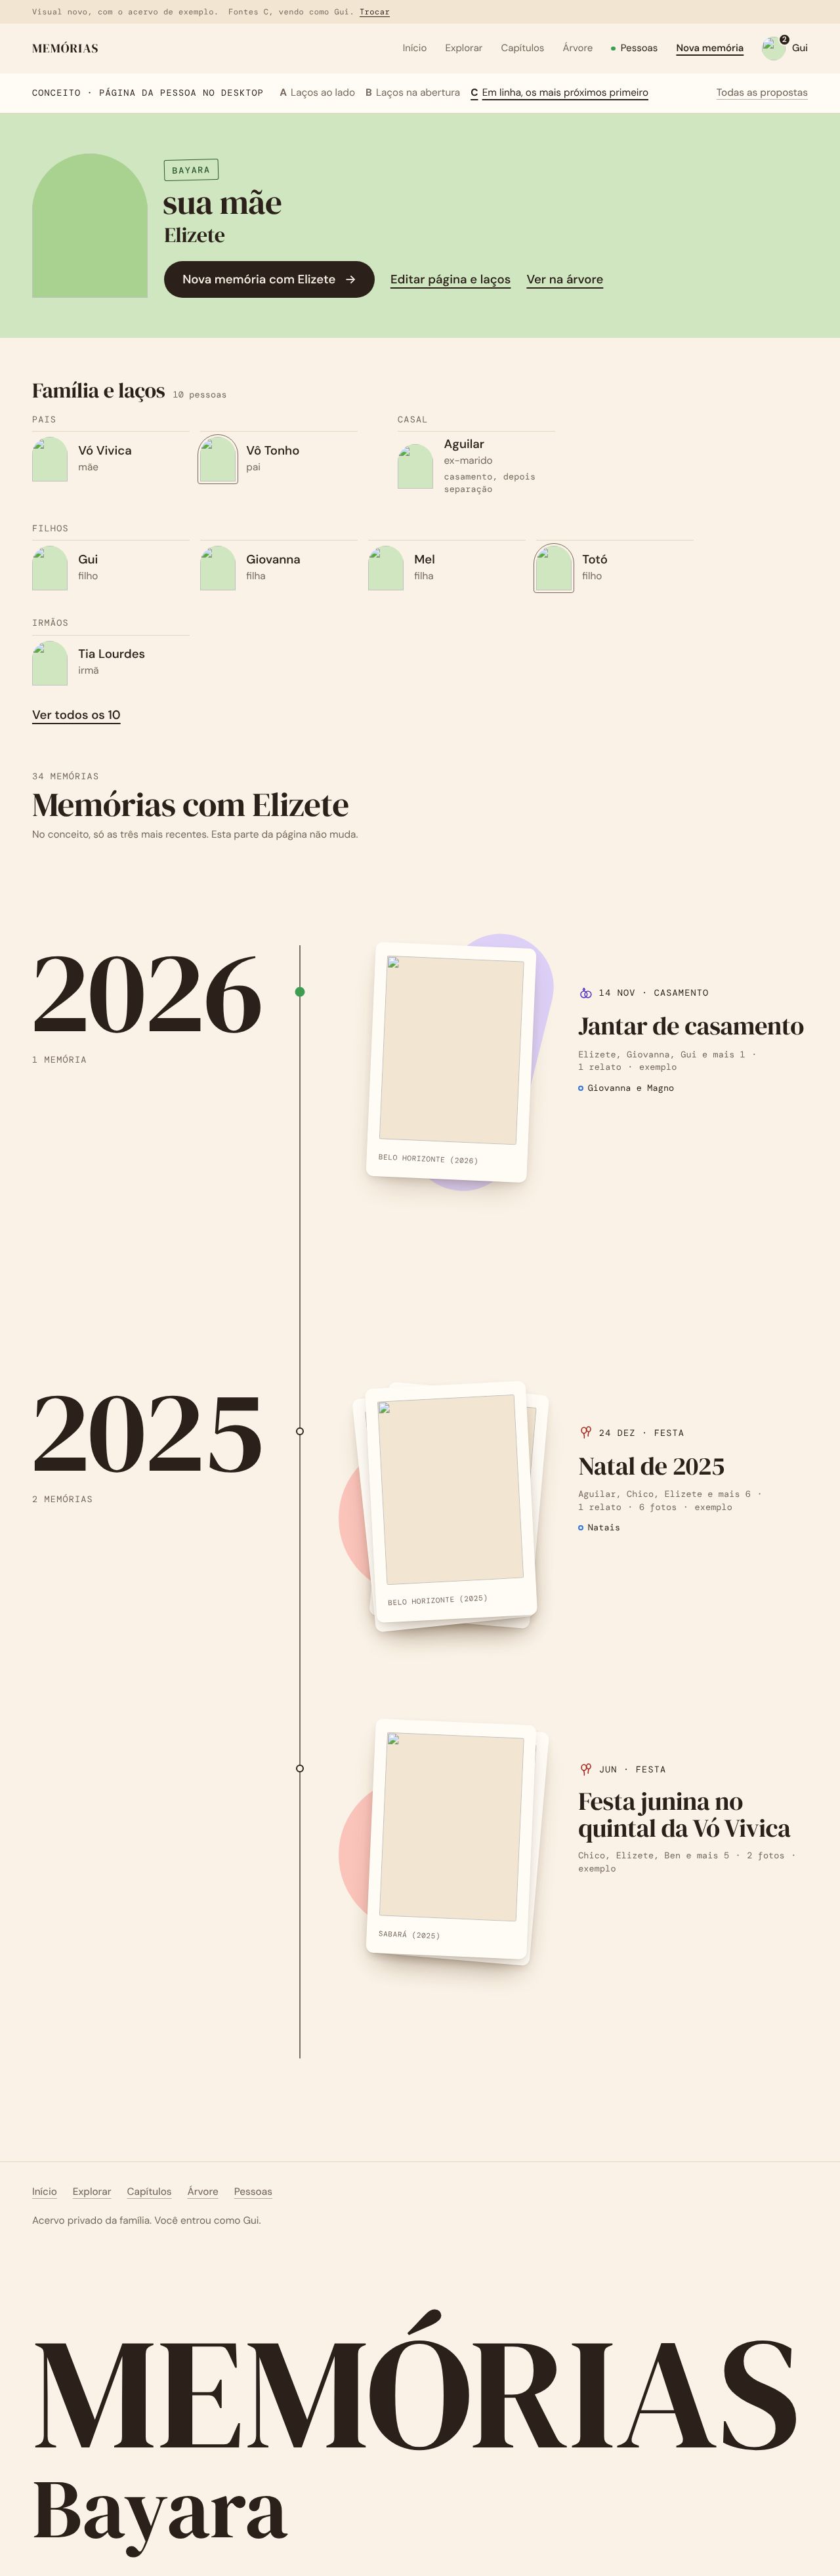 Visual novo, com o acervo de exemplo. Fontes C, vendo como Gui. Trocar
MEMÓRIAS
Início Explorar Capítulos Árvore Pessoas Nova memória 2 Gui
CONCEITO · PÁGINA DA PESSOA NO DESKTOP A Laços ao lado B Laços na abertura C Em linha, os mais próximos primeiro Todas as propostas
BAYARA
sua mãe
Elizete
Nova memória com Elizete → Editar página e laços Ver na árvore
Família e laços 10 pessoas
PAIS
Vó Vivica
mãe
Vô Tonho
pai
CASAL
Aguilar
ex-marido
casamento, depois
separação
FILHOS
Gui
filho
Giovanna
filha
Mel
filha
Totó
filho
IRMÃOS
Tia Lourdes
irmã
Ver todos os 10
34 MEMÓRIAS
Memórias com Elizete
No conceito, só as três mais recentes. Esta parte da página não muda.
2026
1 MEMÓRIA
BELO HORIZONTE (2026)
14 NOV · CASAMENTO
Jantar de casamento
Elizete, Giovanna, Gui e mais 1 ·
1 relato · exemplo
Giovanna e Magno
2025
2 MEMÓRIAS
BELO HORIZONTE (2025)
24 DEZ · FESTA
Natal de 2025
Aguilar, Chico, Elizete e mais 6 ·
1 relato · 6 fotos · exemplo
Natais
SABARÁ (2025)
JUN · FESTA
Festa junina no
quintal da Vó Vivica
Chico, Elizete, Ben e mais 5 · 2 fotos ·
exemplo
Início Explorar Capítulos Árvore Pessoas
Acervo privado da família. Você entrou como Gui.
MEMÓRIAS
Bayara